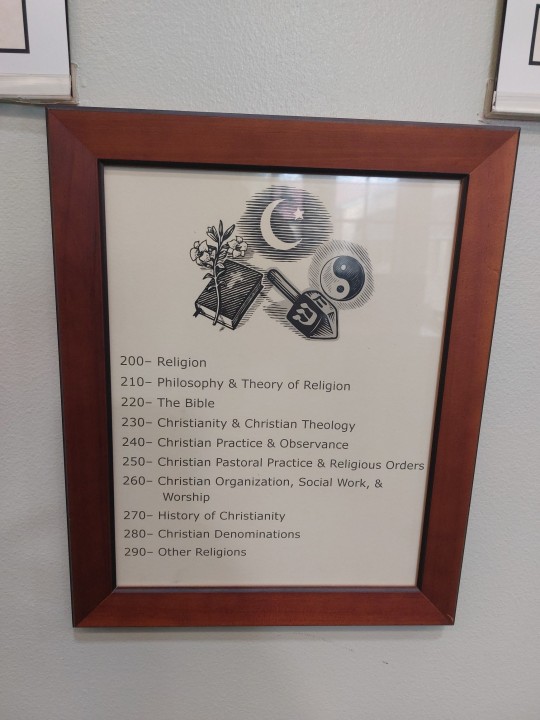 200– Religion
210– Philosophy & Theory of Religion
220– The Bible
230– Christianity & Christian Theology
240– Christian Practice & Observance
250– Christian Pastoral Practice & Religious Orders
260– Christian Organization, Social Work, &
Worship
270– History of Christianity
280– Christian Denominations
290– Other Religions